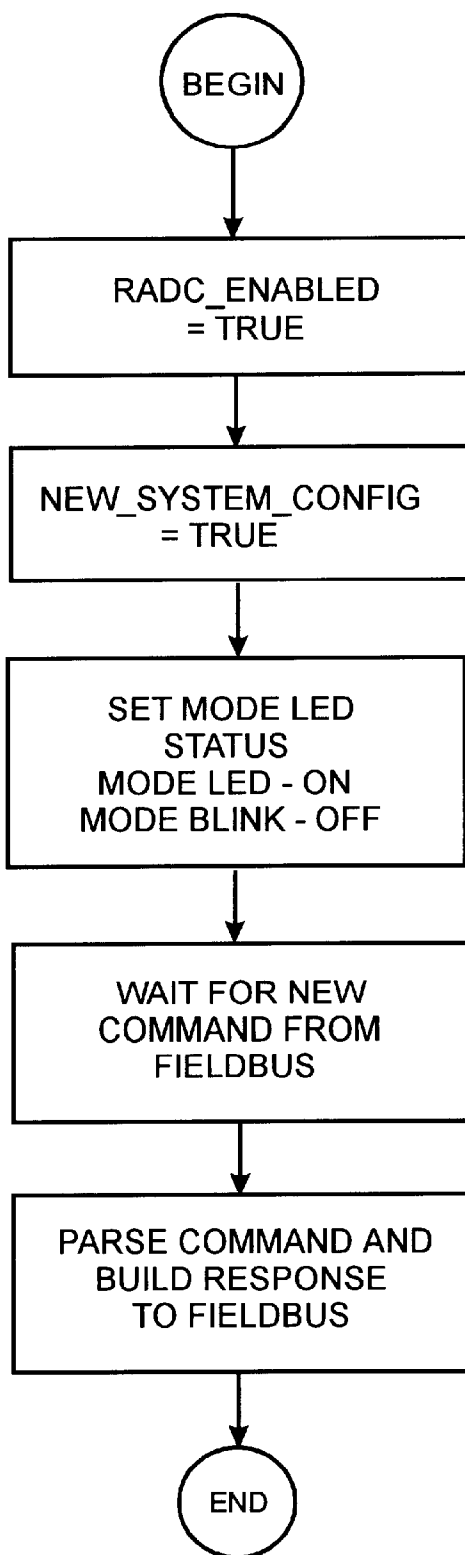 BEGIN
RADC_ENABLED
= TRUE
NEW_SYSTEM_CONFIG
= TRUE
SET MODE LED
STATUS
MODE LED - ON
MODE BLINK - OFF
WAIT FOR NEW
COMMAND FROM
FIELDBUS
PARSE COMMAND AND
BUILD RESPONSE
TO FIELDBUS
END